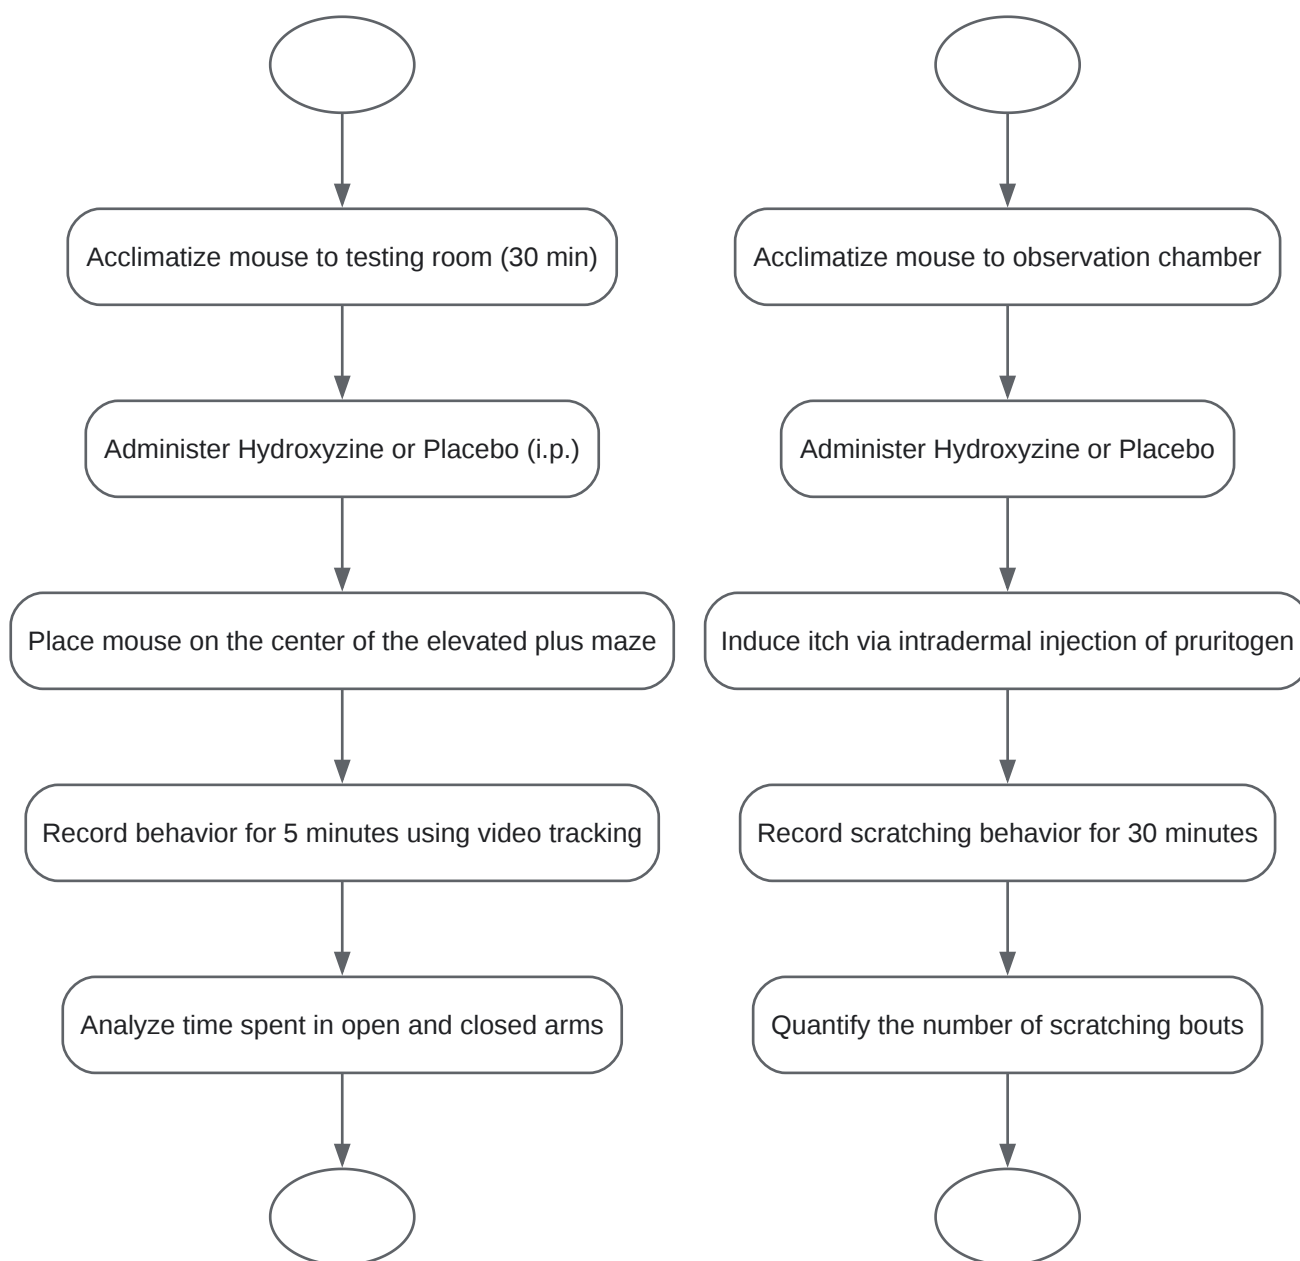 Acclimatize mouse to testing room (30 min)
Administer Hydroxyzine or Placebo (i.p.)
Place mouse on the center of the elevated plus maze
Record behavior for 5 minutes using video tracking
Analyze time spent in open and closed arms
Acclimatize mouse to observation chamber
Administer Hydroxyzine or Placebo
Induce itch via intradermal injection of pruritogen
Record scratching behavior for 30 minutes
Quantify the number of scratching bouts